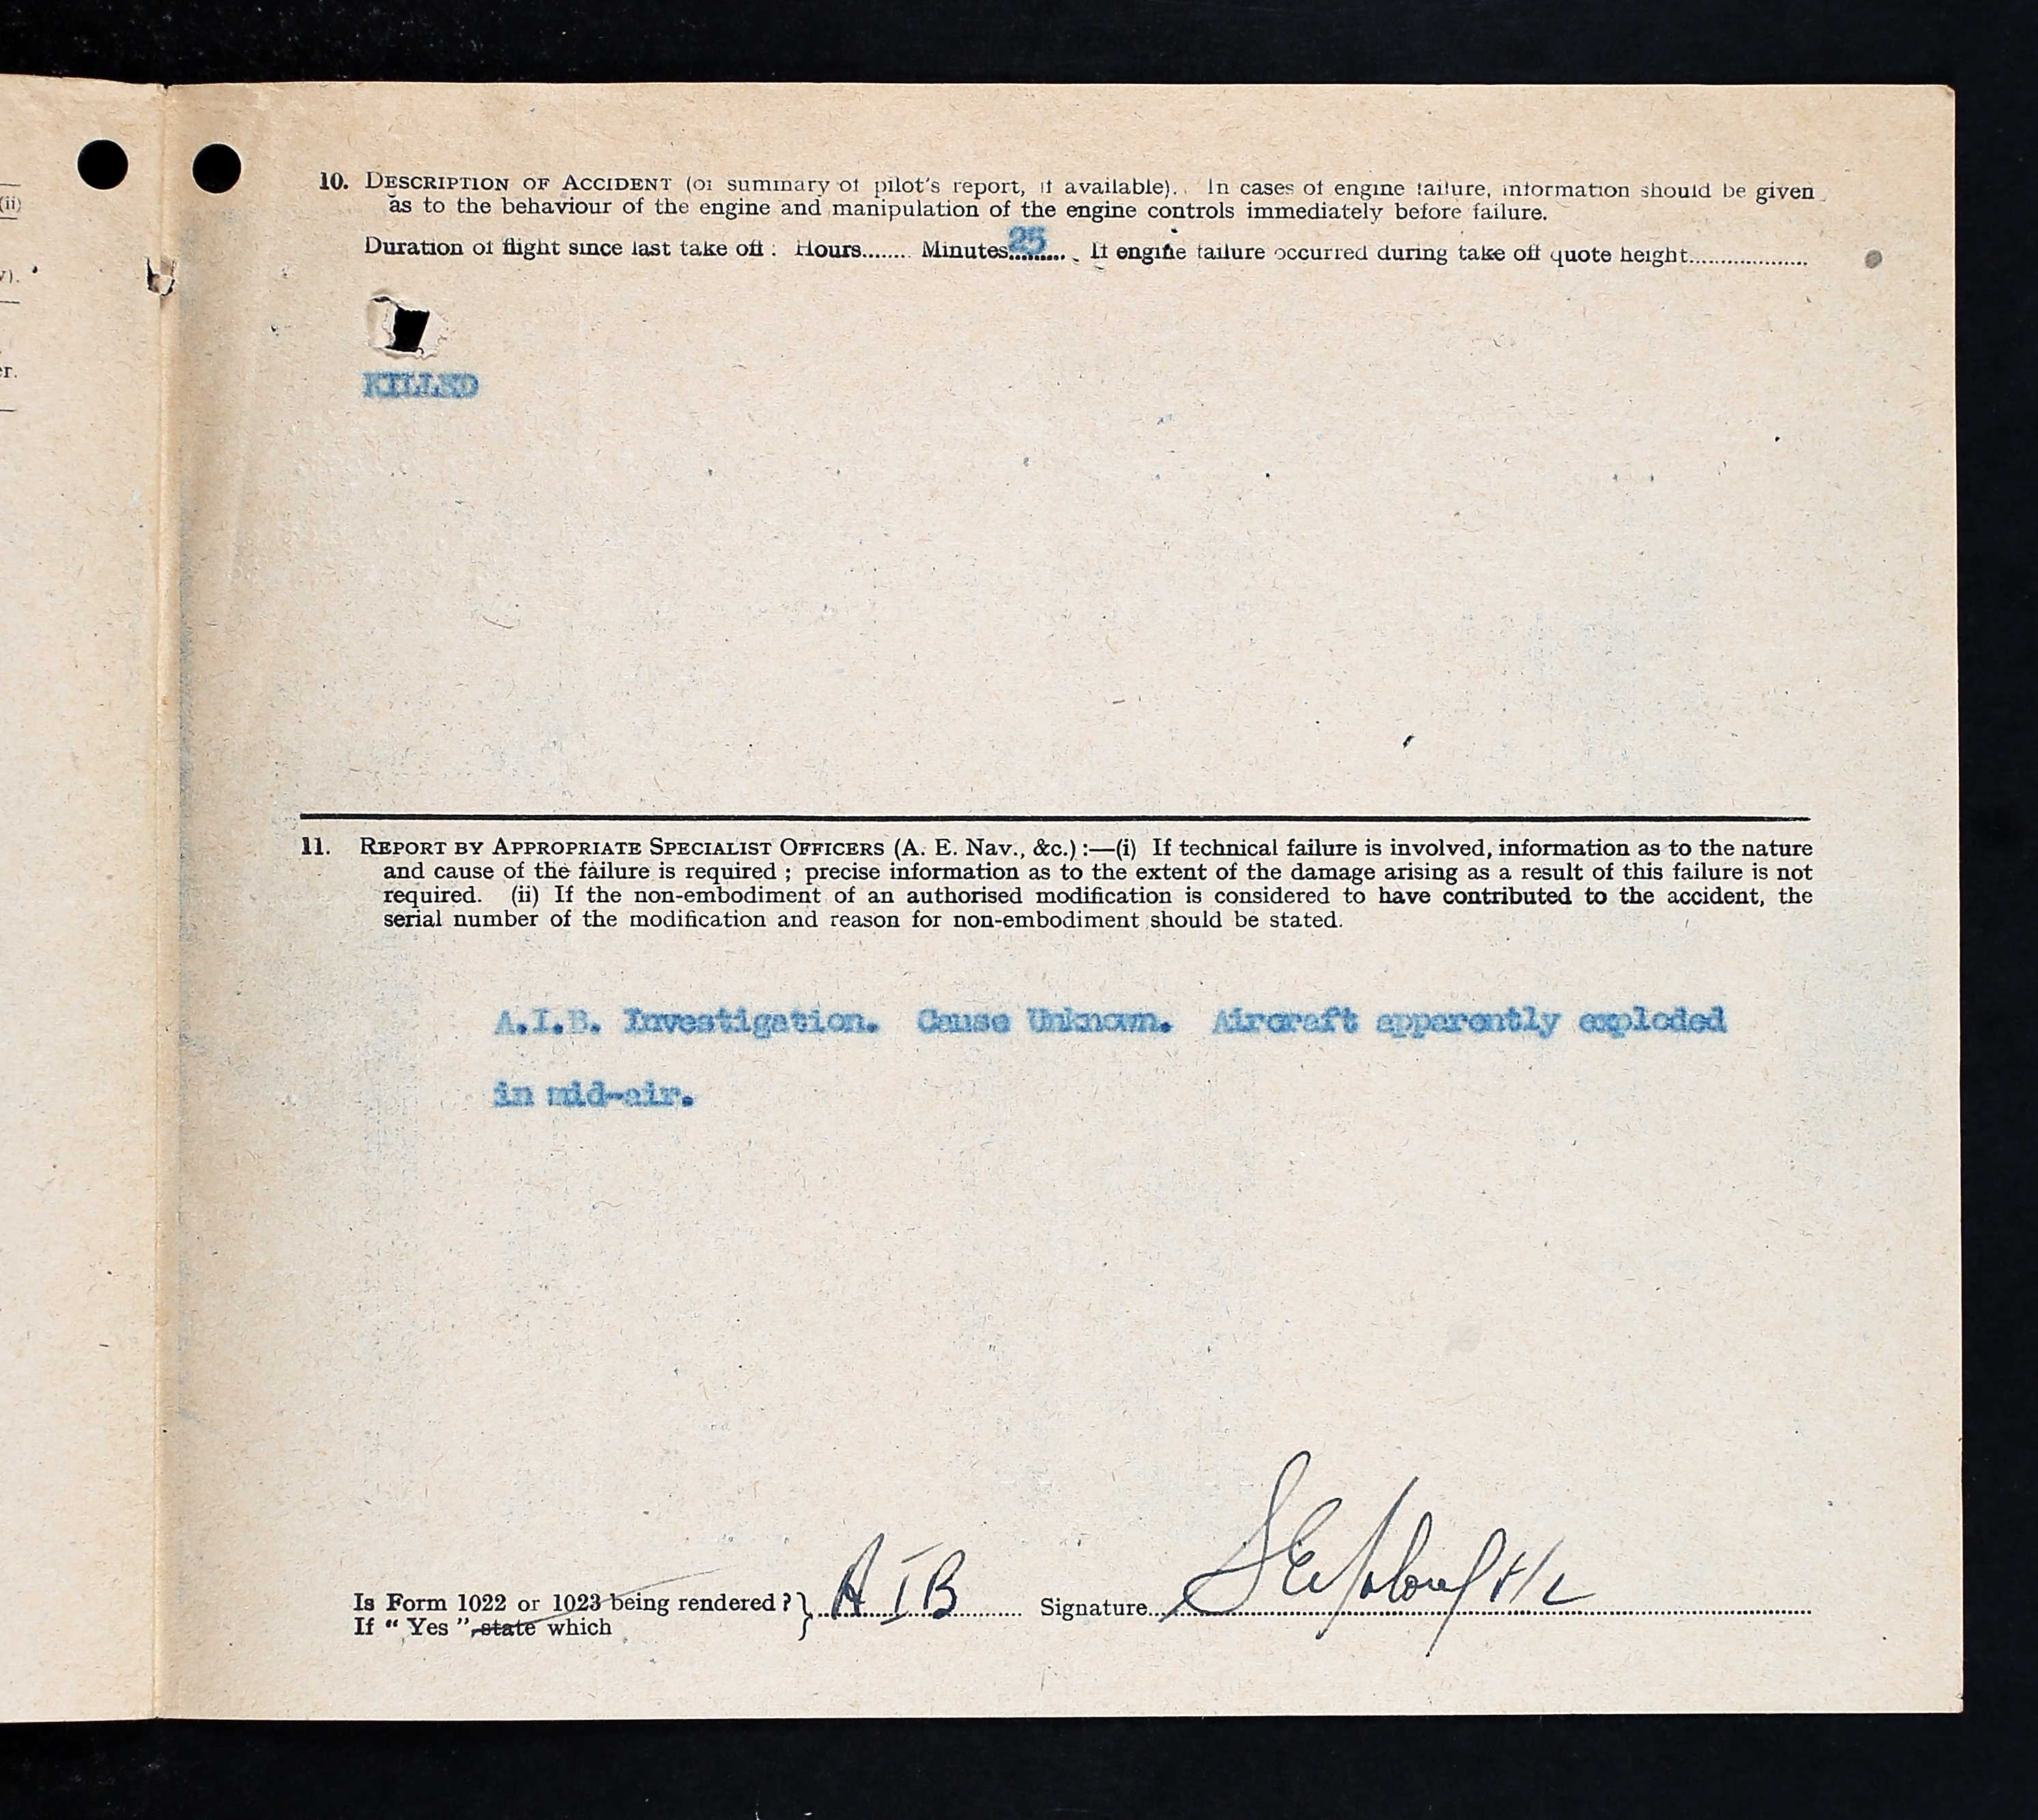 (ii)
v).
er.
10. DESCRIPTION OF ACCIDENT (or summary of pilot's report, if available). In cases of engine failure, information should be given
as to the behaviour of the engine and manipulation of the engine controls immediately before failure.
Duration of flight since last take off : Hours........ Minutes 25 ......... If engine failure occurred during take off quote height...................
KILLED
11. REPORT BY APPROPRIATE SPECIALIST OFFICERS (A. E. Nav., &c.) :—(i) If technical failure is involved, information as to the nature
and cause of the failure is required ; precise information as to the extent of the damage arising as a result of this failure is not
required. (ii) If the non-embodiment of an authorised modification is considered to have contributed to the accident, the
serial number of the modification and reason for non-embodiment should be stated.
A.I.B. Investigation. Cause Unknown. Aircraft apparently exploded
in mid-air.
Is Form 1022 or 1023 being rendered ? } A I B Signature F/L
If “ Yes ”, state which